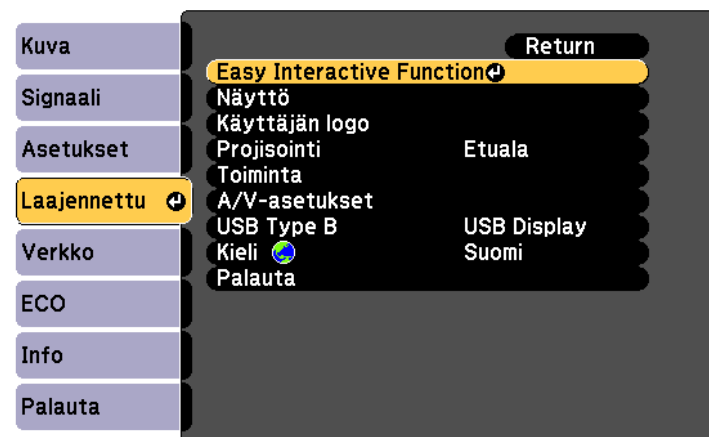 Kuva
Signaali
Asetukset
Laajennettu
Verkko
ECO
Info
Palauta
Return
Easy Interactive Function
Näyttö
Käyttäjän logo
Projisointi Etuala
Toiminta
A/V-asetukset
USB Type B USB Display
Kieli Suomi
Palauta